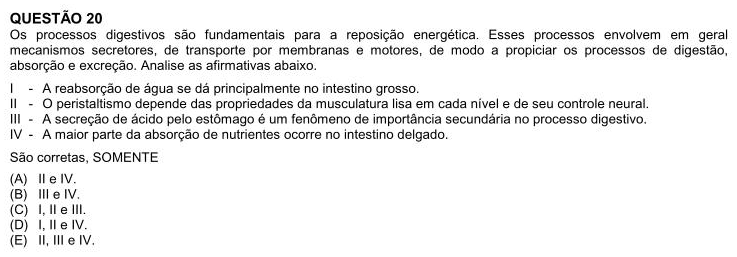 QUESTÃO 20
Os processos digestivos são fundamentais para a reposição energética. Esses processos envolvem em geral
mecanismos secretores, de transporte por membranas e motores, de modo a propiciar os processos de digestão,
absorção e excreção. Analise as afirmativas abaixo.
I - A reabsorção de água se dá principalmente no intestino grosso.
II - O peristaltismo depende das propriedades da musculatura lisa em cada nível e de seu controle neural.
III - A secreção de ácido pelo estômago é um fenômeno de importância secundária no processo digestivo.
IV - A maior parte da absorção de nutrientes ocorre no intestino delgado.
São corretas, SOMENTE
(A) II e IV.
(B) III e IV.
(C) I, II e III.
(D) I, II e IV.
(E) II, III e IV.